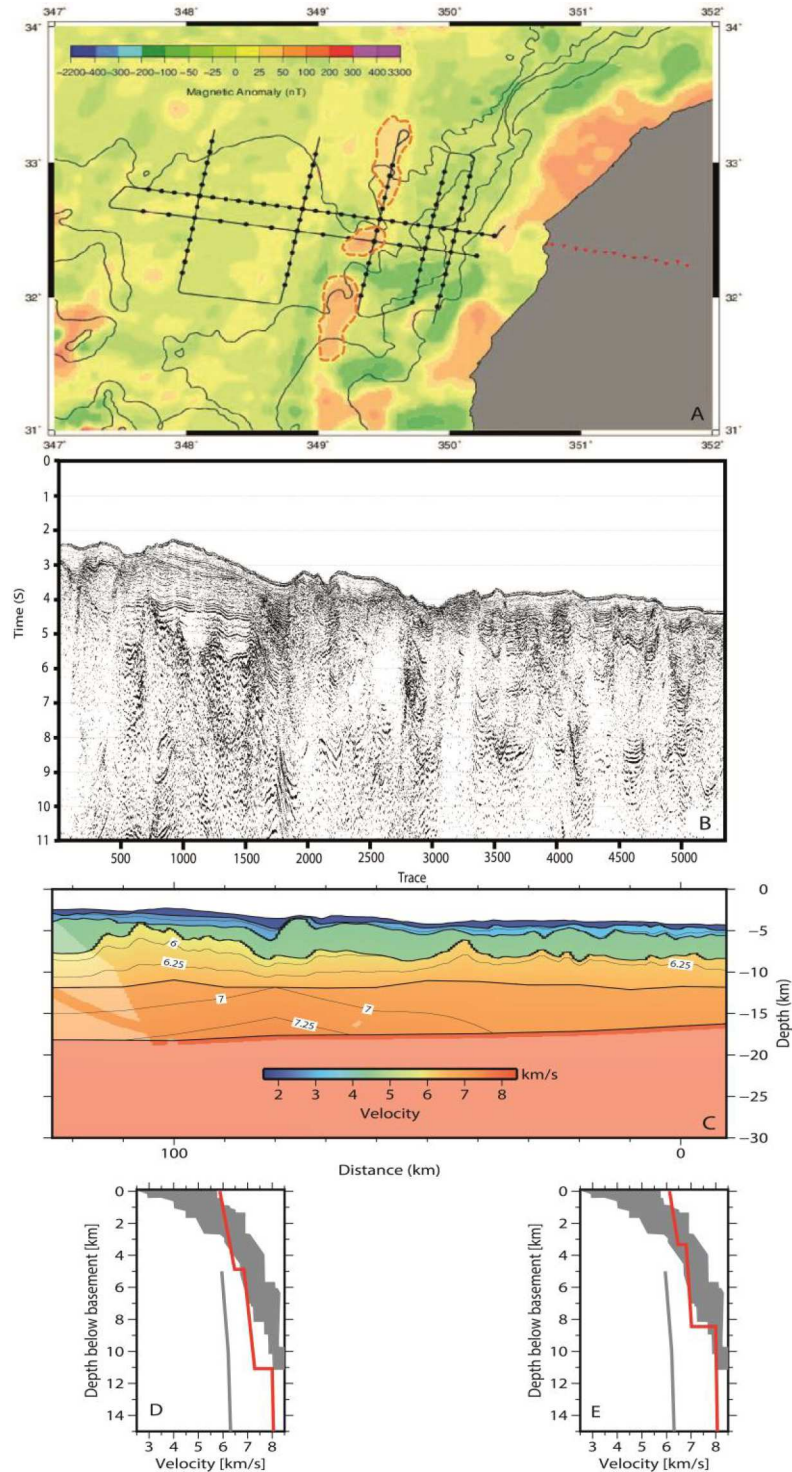 347° 348° 349° 350° 351° 352°
34° 34°
−2200−400−300−200−100 −50 −25 0 25 50 100 200 300 400 3300
Magnetic Anomaly (nT)
33° 33°
32° 32°
A
31° 31°
347° 348° 349° 350° 351° 352°
0
1
2
3
4
5
6
7
8
9
10
11
Time (S)
B
500 1000 1500 2000 2500 3000 3500 4000 4500 5000
Trace
0
−5
−10
−15
−20
−25
−30
Depth (km)
6
6.25 6.25
7 7
7.25
km/s
2 3 4 5 6 7 8
Velocity
C
100 0
Distance (km)
0
2
4
6
8
10
12
14
Depth below basement [km]
D
3 4 5 6 7 8
Velocity [km/s]
0
2
4
6
8
10
12
14
Depth below basement [km]
E
3 4 5 6 7 8
Velocity [km/s]